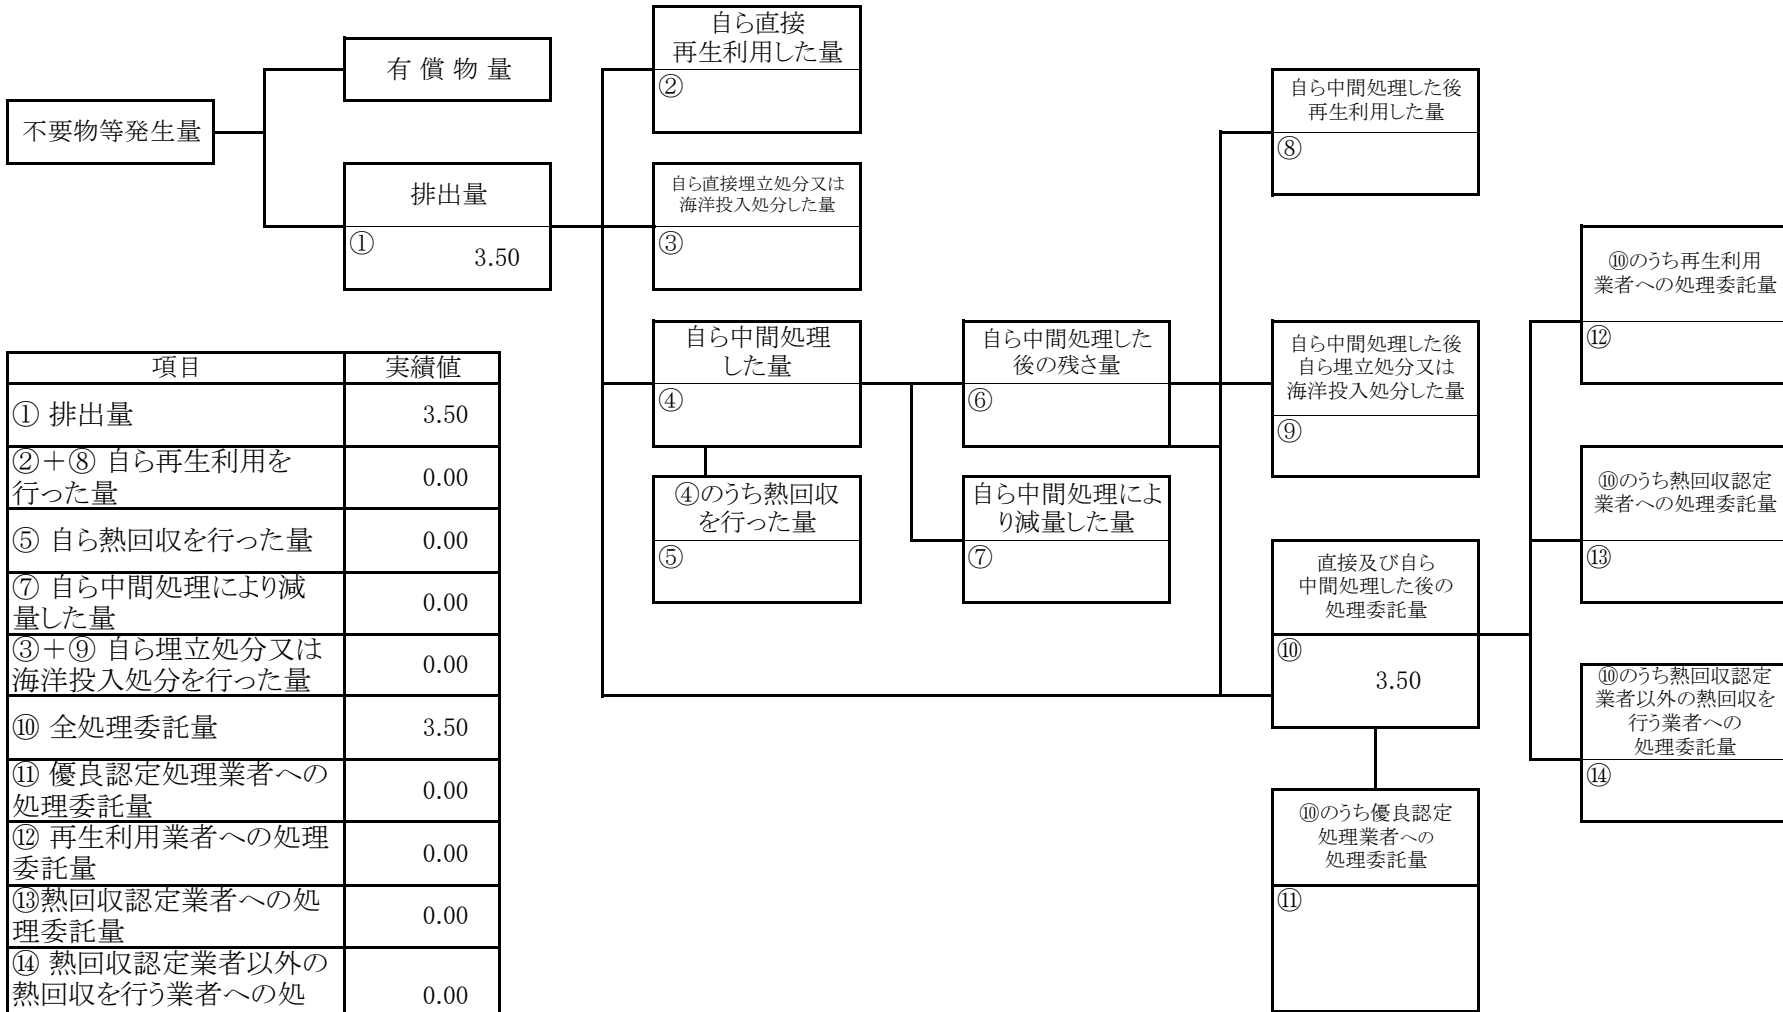 不要物等発生量
有 償 物 量
排出量
①
3.50
自ら直接
再生利用した量
②
自ら直接埋立処分又は
海洋投入処分した量
③
自ら中間処理
した量
④
④のうち熱回収
を行った量
⑤
自ら中間処理した
後の残さ量
⑥
自ら中間処理によ
り減量した量
⑦
自ら中間処理した後
再生利用した量
⑧
自ら中間処理した後
自ら埋立処分又は
海洋投入処分した量
⑨
直接及び自ら
中間処理した後の
処理委託量
⑩
3.50
⑩のうち優良認定
処理業者への
処理委託量
⑪
⑩のうち再生利用
業者への処理委託量
⑫
⑩のうち熱回収認定
業者への処理委託量
⑬
⑩のうち熱回収認定
業者以外の熱回収を
行う業者への
処理委託量
⑭
項目 実績値
① 排出量 3.50
②+⑧ 自ら再生利用を
行った量 0.00
⑤ 自ら熱回収を行った量 0.00
⑦ 自ら中間処理により減
量した量 0.00
③+⑨ 自ら埋立処分又は
海洋投入処分を行った量 0.00
⑩ 全処理委託量 3.50
⑪ 優良認定処理業者への
処理委託量 0.00
⑫ 再生利用業者への処理
委託量 0.00
⑬熱回収認定業者への処
理委託量 0.00
⑭ 熱回収認定業者以外の
熱回収を行う業者への処 0.00